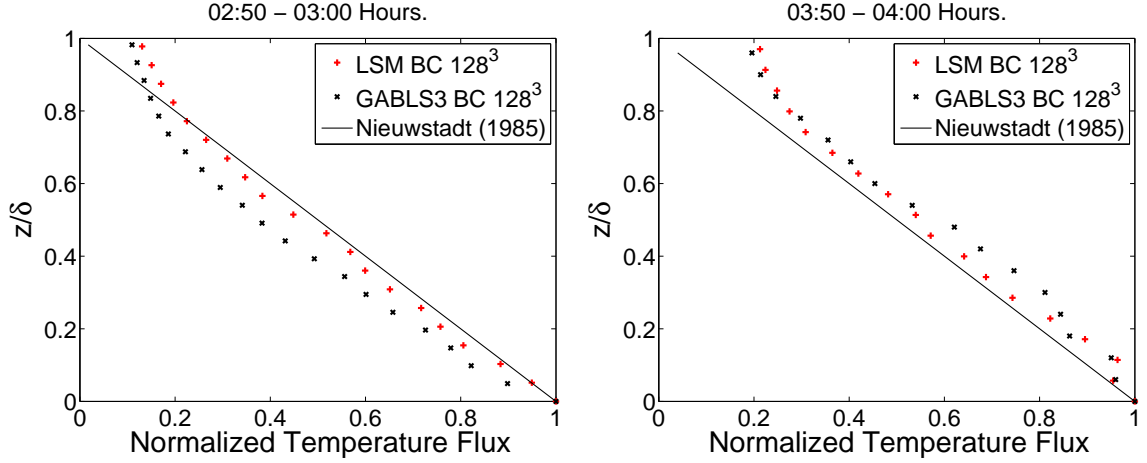 02:50 − 03:00 Hours.
1
0.8
0.6
0.4
0.2
0
z/δ
0
0.2
0.4
0.6
0.8
1
Normalized Temperature Flux
LSM BC 128³
GABLS3 BC 128³
Nieuwstadt (1985)
03:50 − 04:00 Hours.
1
0.8
0.6
0.4
0.2
0
z/δ
0
0.2
0.4
0.6
0.8
1
Normalized Temperature Flux
LSM BC 128³
GABLS3 BC 128³
Nieuwstadt (1985)